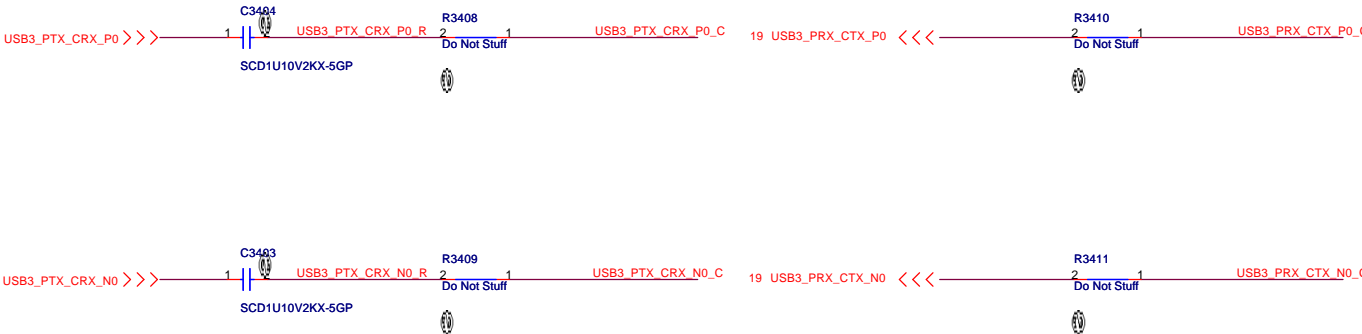 C3404
R3408
R3410
USB3_PTX_CRX_P0
1
2
USB3_PTX_CRX_P0_R
2
1
USB3_PTX_CRX_P0_C
19
USB3_PRX_CTX_P0
2
1
USB3_PRX_CTX_P0_C
Do Not Stuff
Do Not Stuff
SCD1U10V2KX-5GP
C3403
R3409
R3411
USB3_PTX_CRX_N0
1
2
USB3_PTX_CRX_N0_R
2
1
USB3_PTX_CRX_N0_C
19
USB3_PRX_CTX_N0
2
1
USB3_PRX_CTX_N0_C
Do Not Stuff
Do Not Stuff
SCD1U10V2KX-5GP